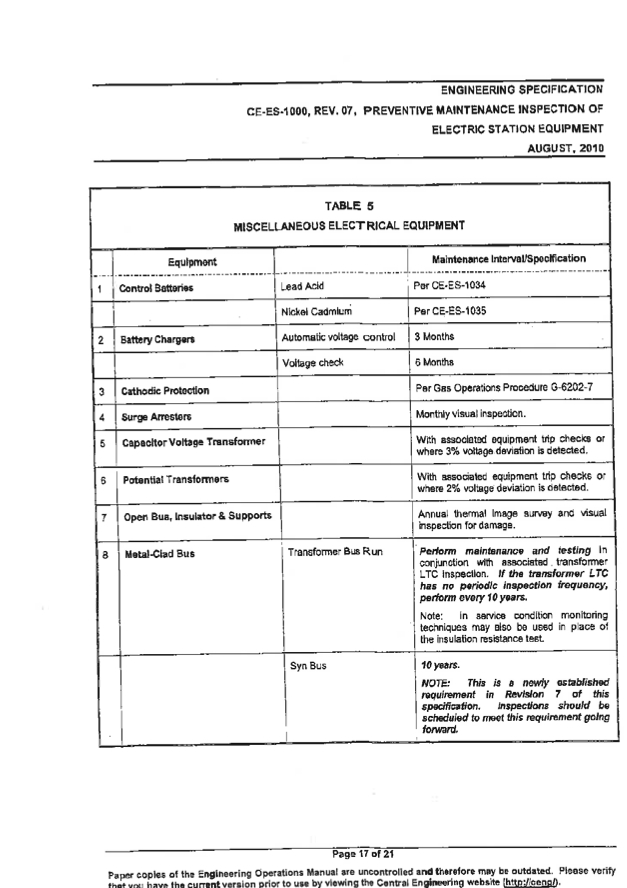 ENGINEERING SPECIFICATION
CE-ES-1000, REV. 07, PREVENTIVE MAINTENANCE INSPECTION OF
ELECTRIC STATION EQUIPMENT
AUGUST, 2010
TABLE 5
MISCELLANEOUS ELECTRICAL EQUIPMENT
Equipment Maintenance Interval/Specification
1 Control Batteries Lead Acid Per CE-ES-1034
Nickel Cadmium Per CE-ES-1035
2 Battery Chargers Automatic voltage control 3 Months
Voltage check 6 Months
3 Cathodic Protection Per Gas Operations Procedure G-6202-7
4 Surge Arresters Monthly visual inspection.
5 Capacitor Voltage Transformer With associated equipment trip checks or
where 3% voltage deviation is detected.
6 Potential Transformers With associated equipment trip checks or
where 2% voltage deviation is detected.
7 Open Bus, Insulator & Supports Annual thermal image survey and visual
inspection for damage.
8 Metal-Clad Bus Transformer Bus Run Perform maintenance and testing in
conjunction with associated transformer
LTC inspection. If the transformer LTC
has no periodic inspection frequency,
perform every 10 years.
Note: in service condition monitoring
techniques may also be used in place of
the insulation resistance test.
Syn Bus 10 years.
NOTE: This is a newly established
requirement in Revision 7 of this
specification. Inspections should be
scheduled to meet this requirement going
forward.
Page 17 of 21
Paper copies of the Engineering Operations Manual are uncontrolled and therefore may be outdated. Please verify
that you have the current version prior to use by viewing the Central Engineering website (http://ceng/).